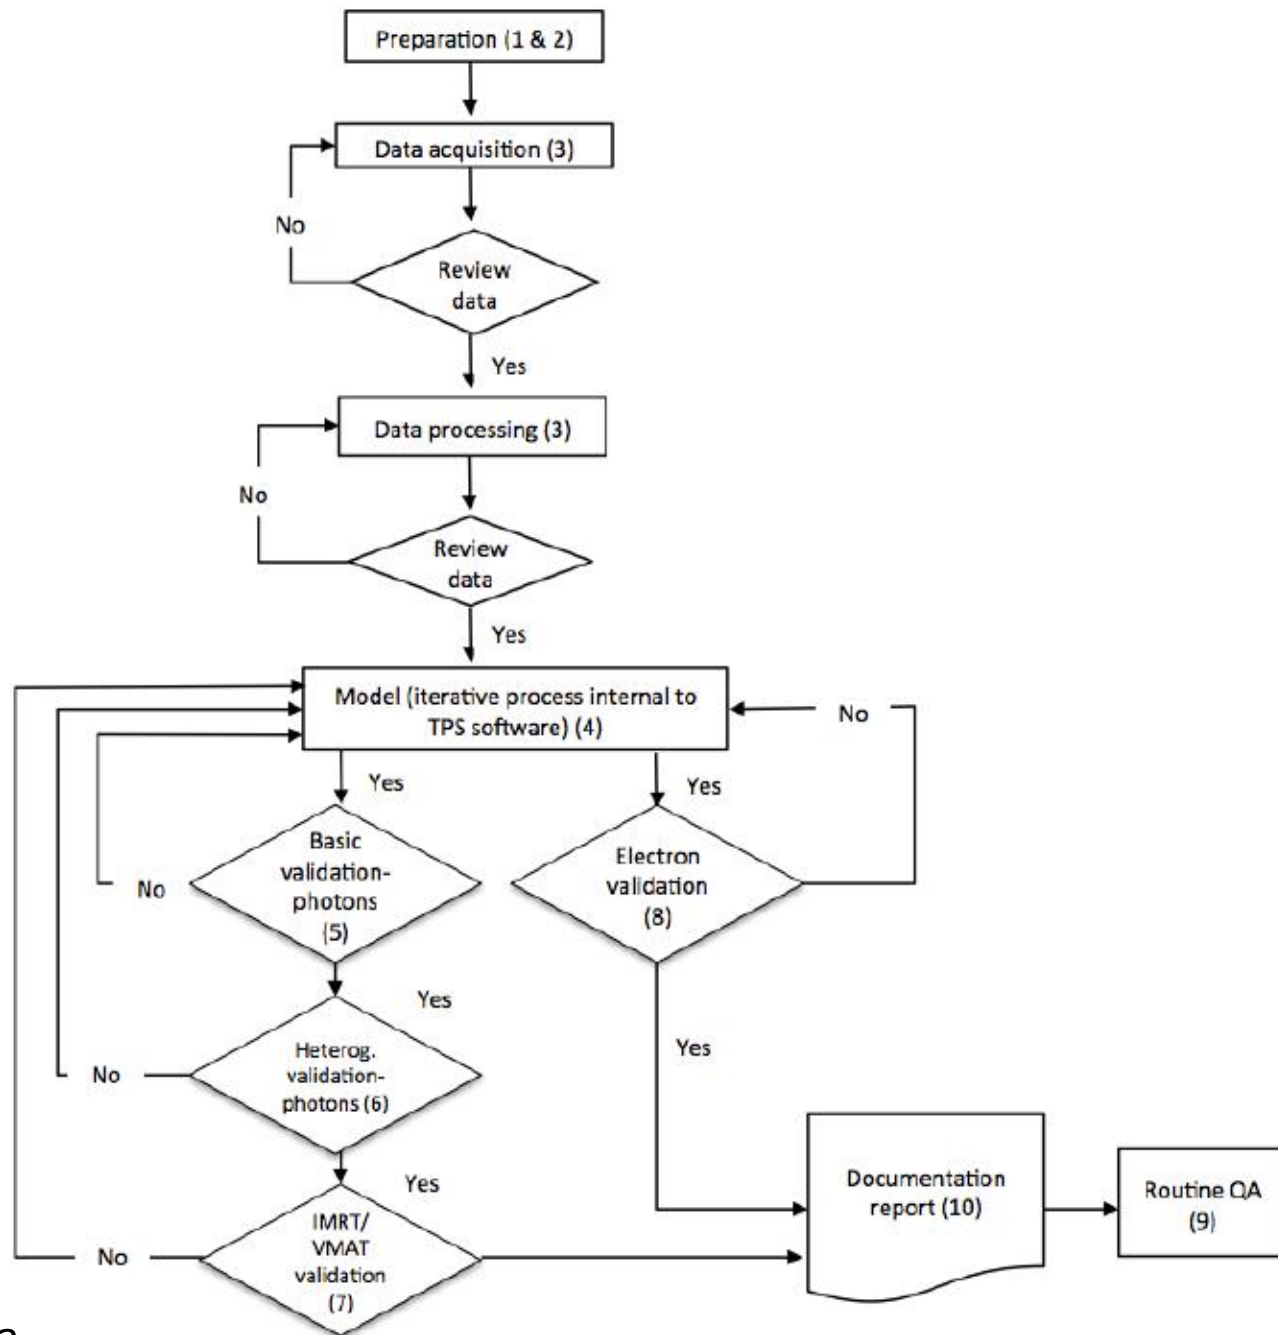 Preparation (1 & 2)
Data acquisition (3)
No
Review
data
Yes
Data processing (3)
No
Review
data
Yes
Model (iterative process internal to
TPS software) (4)
No
Yes
Yes
Basic
validation-
photons
(5)
No
Electron
validation
(8)
Yes
Heterog.
validation-
photons (6)
No
Yes
Yes
IMRT/
VMAT
validation
(7)
No
Documentation
report (10)
Routine QA
(9)